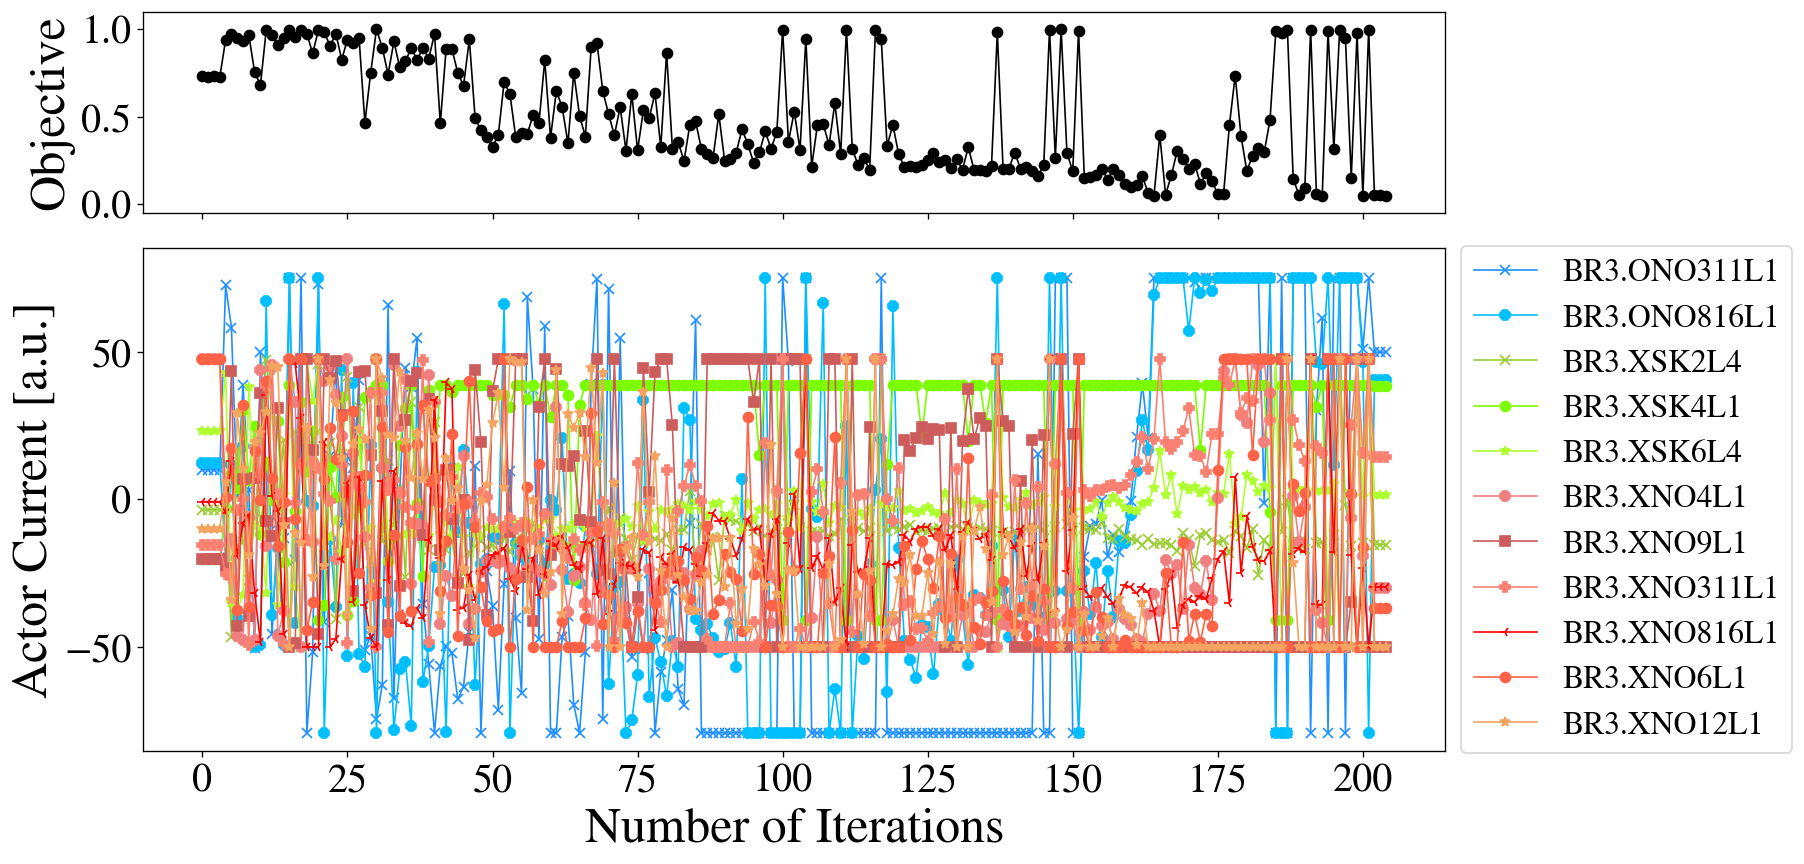 Objective
1.0
0.5
0.0
Actor Current [a.u.]
50
0
−50
0 25 50 75 100 125 150 175 200
Number of Iterations
BR3.ONO311L1
BR3.ONO816L1
BR3.XSK2L4
BR3.XSK4L1
BR3.XSK6L4
BR3.XNO4L1
BR3.XNO9L1
BR3.XNO311L1
BR3.XNO816L1
BR3.XNO6L1
BR3.XNO12L1